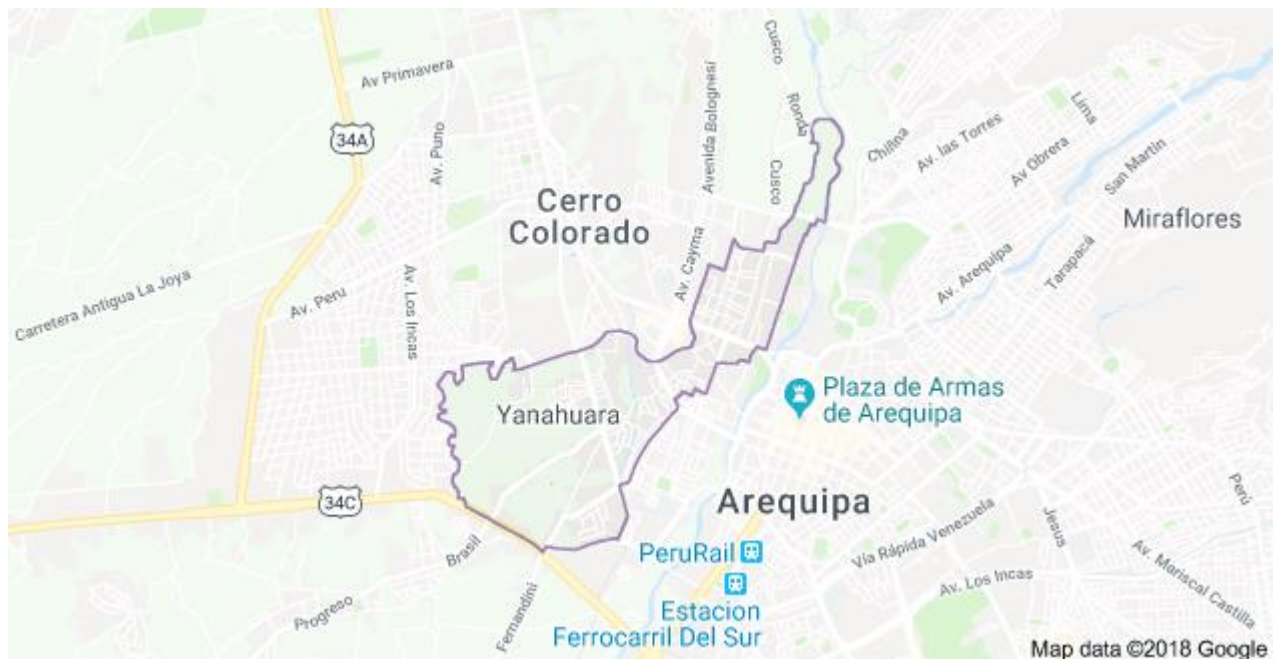 Cusco
Av Primavera
34A
Av. Puno
Avenida Bolognesí
Ronda
Cusco
Chilina
Av. las Torres
Lima
Av Obrera
San Martín
Miraflores
Cerro
Colorado
Av. Cayma
Carretera Antigua La Joya
Av. Peru
Av. Los Incas
Av. Arequipa
Tarapacá
Yanahuara
Plaza de Armas
de Arequipa
34C
Arequipa
Perú
Brasil
PeruRail
Vía Rápida Venezuela
Jesus
Av. Mariscal Castilla
Av. Los Incas
Progreso
Fernandini
Estacion
Ferrocarril Del Sur
Map data ©2018 Google